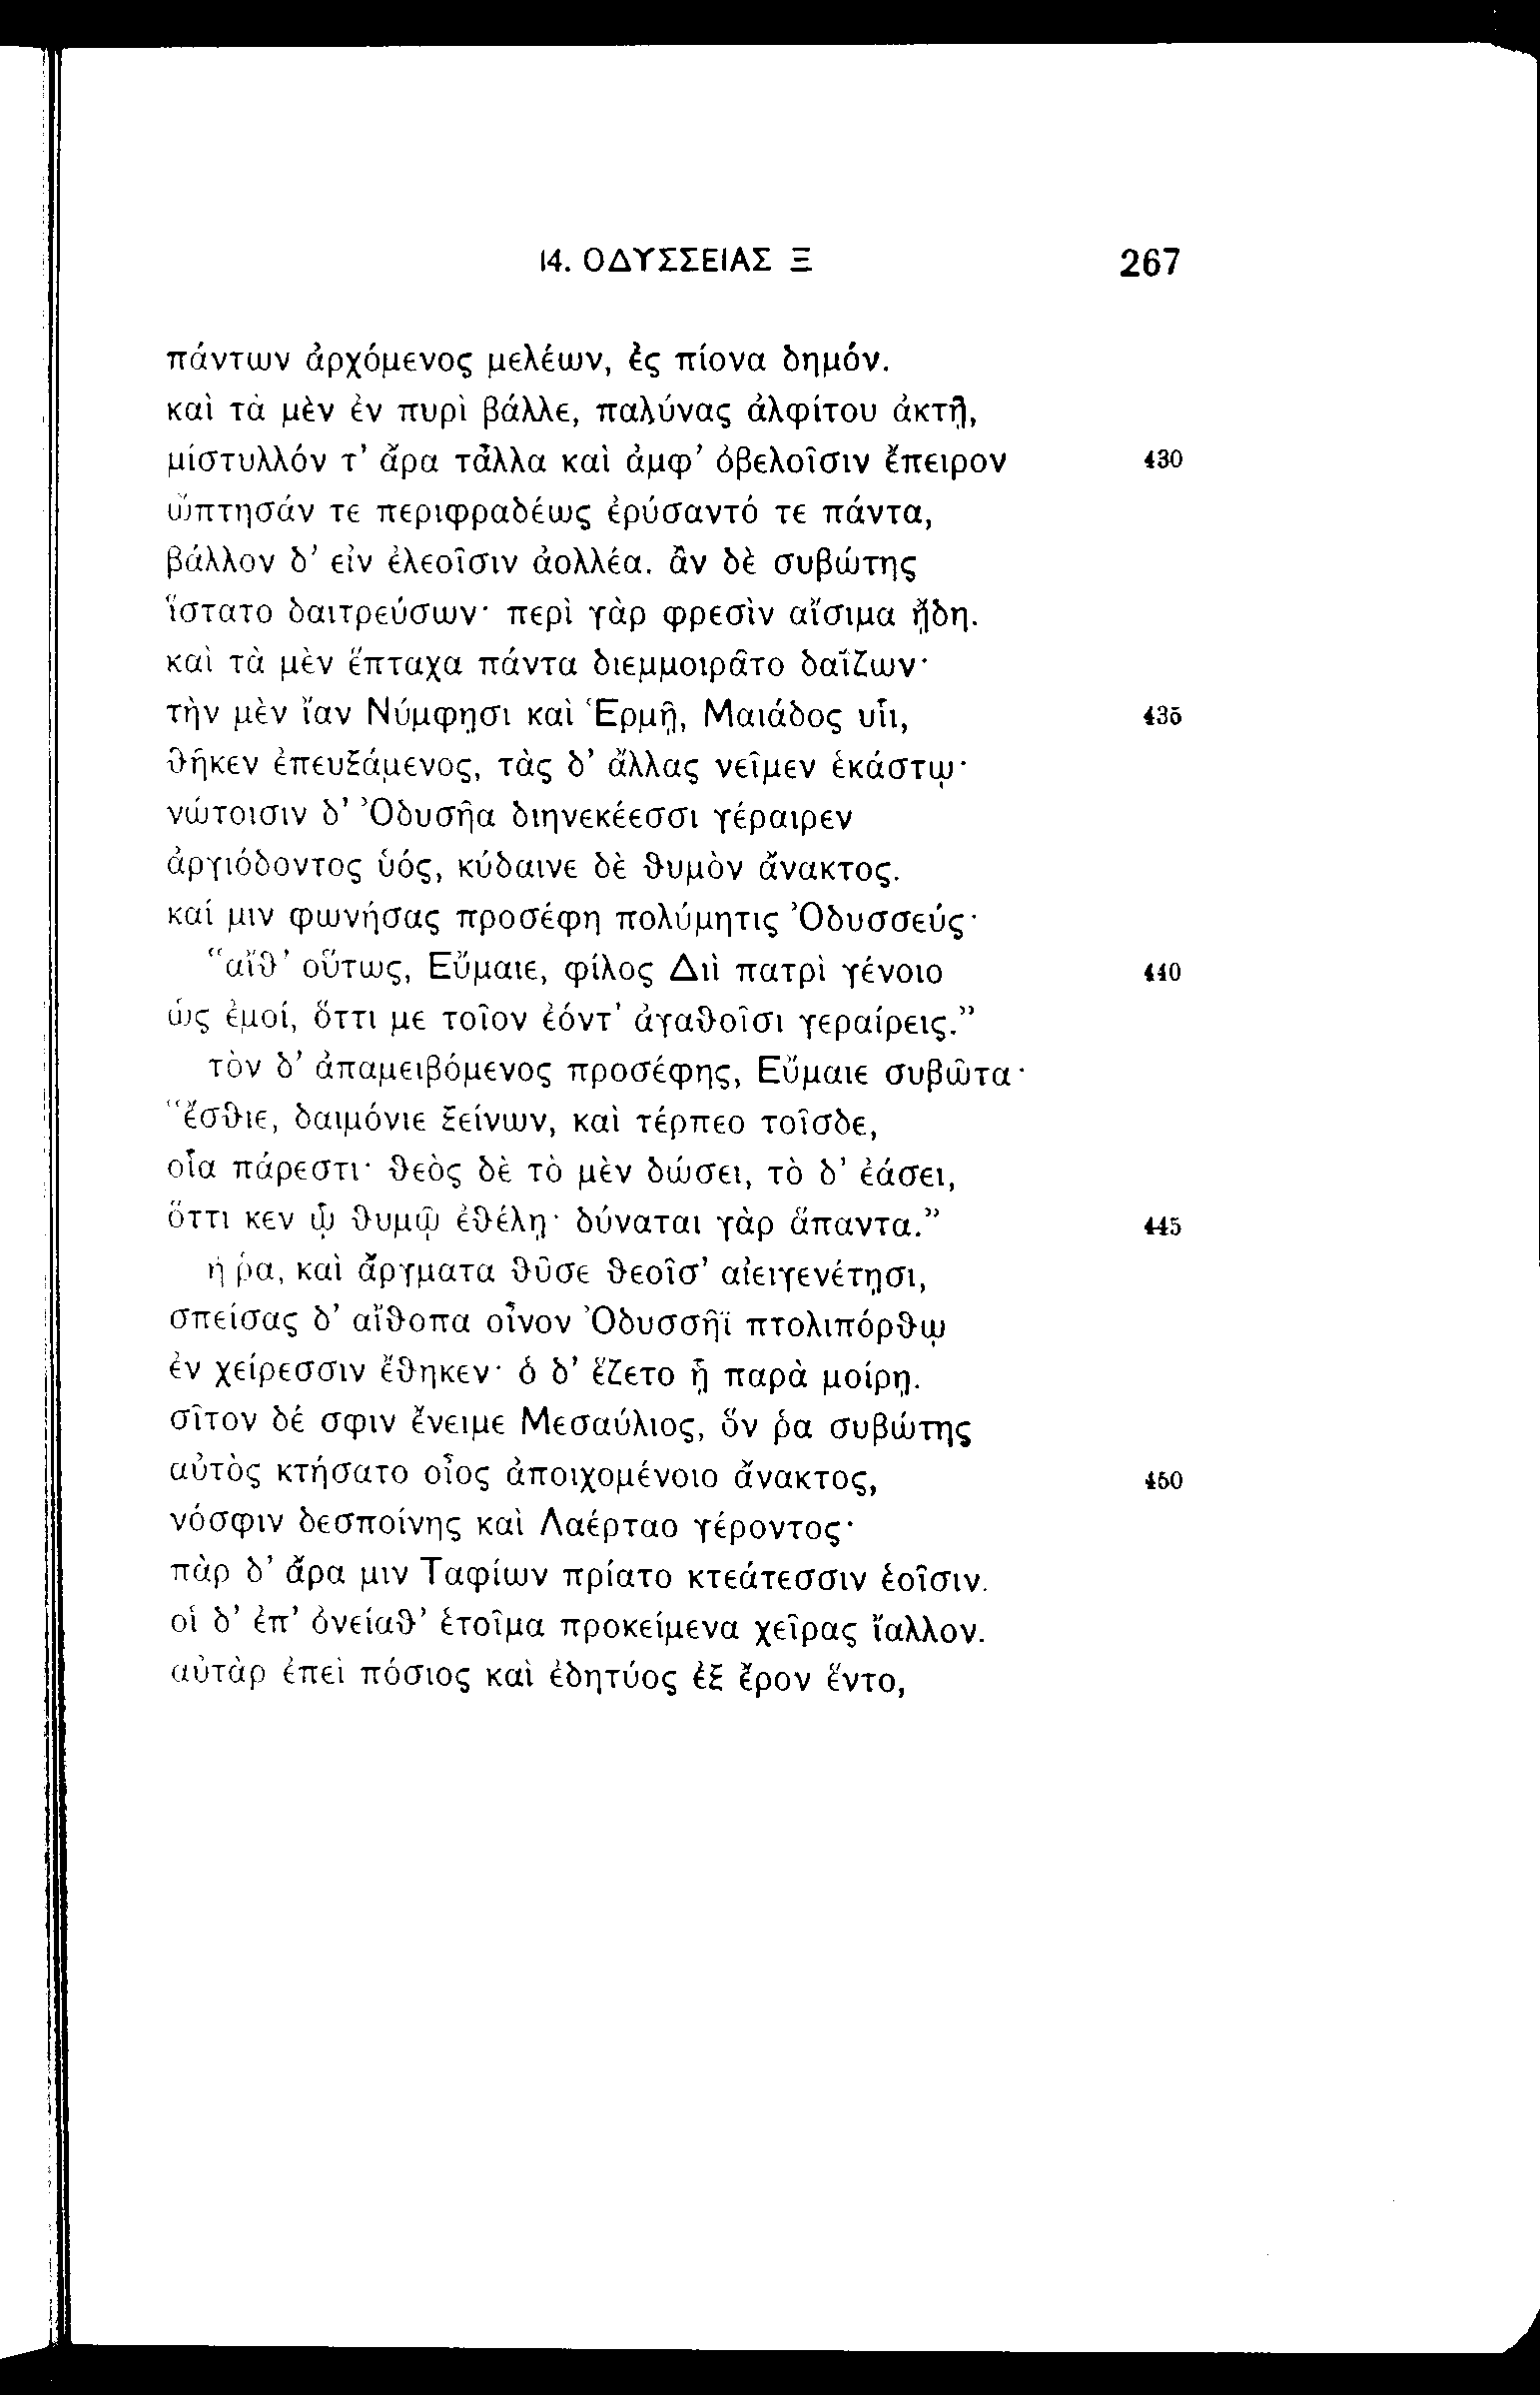 14. ΟΔΥΣΣΕΙΑΣ Ξ 267
πάντων ἀρχόμενος μελέων, ἐς πίονα δημόν.
καὶ τὰ μὲν ἐν πυρὶ βάλλε, παλύνας ἀλφίτου ἀκτῇ,
μίστυλλόν τ’ ἄρα τἆλλα καὶ ἀμφ’ ὀβελοῖσιν ἔπειρον 430
ὤπτησάν τε περιφραδέως ἐρύσαντό τε πάντα,
βάλλον δ’ εἰν ἐλεοῖσιν ἀολλέα. ἂν δὲ συβώτης
ἵστατο δαιτρεύσων· περὶ γὰρ φρεσὶν αἴσιμα ᾔδη.
καὶ τὰ μὲν ἕπταχα πάντα διεμμοιρᾶτο δαΐζων·
τὴν μὲν ἴαν Νύμφῃσι καὶ Ἑρμῇ, Μαιάδος υἷι, 435
θῆκεν ἐπευξάμενος, τὰς δ’ ἄλλας νεῖμεν ἑκάστῳ·
νώτοισιν δ’ Ὀδυσῆα διηνεκέεσσι γέραιρεν
ἀργιόδοντος ὑός, κύδαινε δὲ θυμὸν ἄνακτος.
καί μιν φωνήσας προσέφη πολύμητις Ὀδυσσεύς·
“αἴθ’ οὕτως, Εὔμαιε, φίλος Διὶ πατρὶ γένοιο 440
ὡς ἐμοί, ὅττι με τοῖον ἐόντ’ ἀγαθοῖσι γεραίρεις.”
τὸν δ’ ἀπαμειβόμενος προσέφης, Εὔμαιε συβῶτα·
“ἔσθιε, δαιμόνιε ξείνων, καὶ τέρπεο τοῖσδε,
οἷα πάρεστι· θεὸς δὲ τὸ μὲν δώσει, τὸ δ’ ἐάσει,
ὅττι κεν ᾧ θυμῷ ἐθέλῃ· δύναται γὰρ ἅπαντα.” 445
ἦ ῥα, καὶ ἄργματα θῦσε θεοῖσ’ αἰειγενέτῃσι,
σπείσας δ’ αἴθοπα οἶνον Ὀδυσσῆϊ πτολιπόρθῳ
ἐν χείρεσσιν ἔθηκεν· ὁ δ’ ἕζετο ᾗ παρὰ μοίρῃ.
σῖτον δέ σφιν ἔνειμε Μεσαύλιος, ὅν ῥα συβώτης
αὐτὸς κτήσατο οἶος ἀποιχομένοιο ἄνακτος, 450
νόσφιν δεσποίνης καὶ Λαέρταο γέροντος·
πὰρ δ’ ἄρα μιν Ταφίων πρίατο κτεάτεσσιν ἑοῖσιν.
οἱ δ’ ἐπ’ ὀνείαθ’ ἑτοῖμα προκείμενα χεῖρας ἴαλλον.
αὐτὰρ ἐπεὶ πόσιος καὶ ἐδητύος ἐξ ἔρον ἕντο,